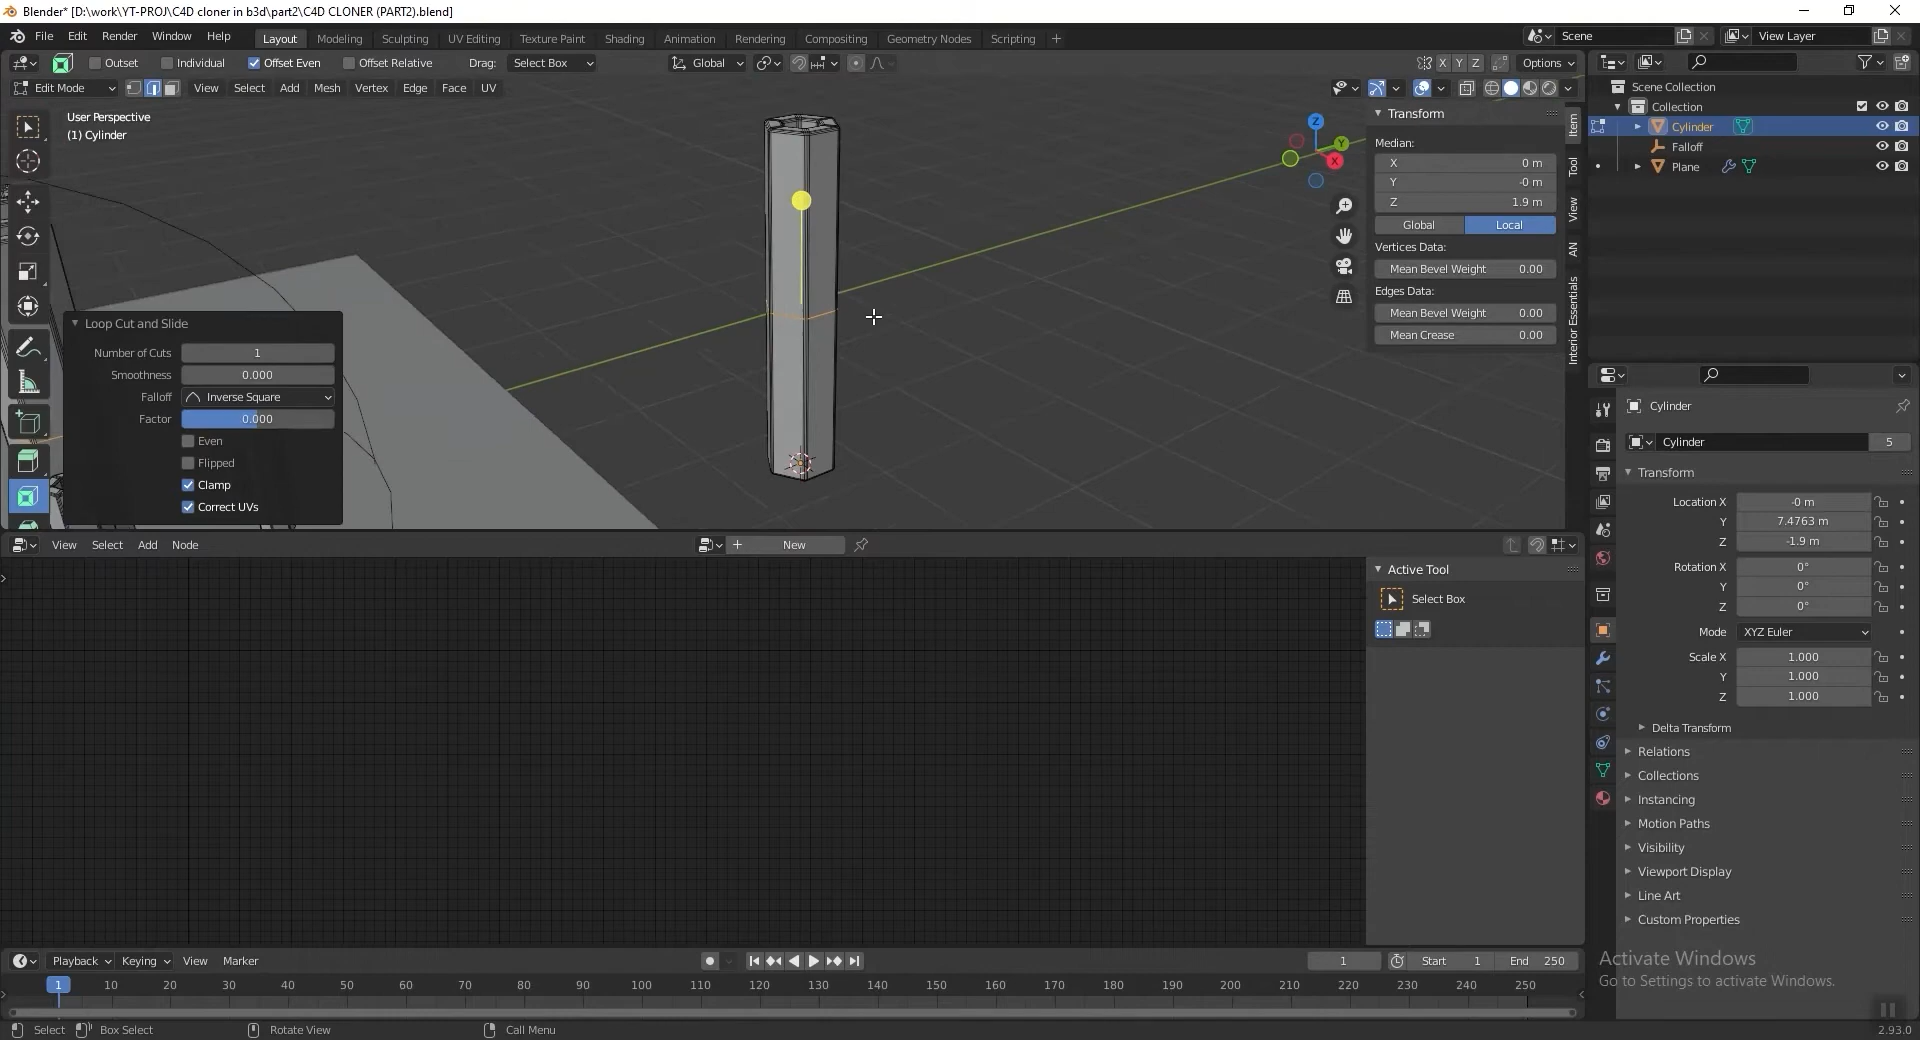 Blender* [D:\work\YT-PROJ\C4D cloner in b3d\part2\C4D CLONER (PART2).blend]
File Edit Render Window Help Layout Modeling Sculpting UV Editing Texture Paint Shading Animation Rendering Compositing Geometry Nodes Scripting + Scene View Layer
Outset Individual Offset Even Offset Relative Drag: Select Box Global X Y Z Options
Edit Mode View Select Add Mesh Vertex Edge Face UV
User Perspective
(1) Cylinder
Z
Y
X
Transform
Median:
X 0 m
Y -0 m
Z 1.9 m
Global Local
Vertices Data:
Mean Bevel Weight 0.00
Edges Data:
Mean Bevel Weight 0.00
Mean Crease 0.00
Item
Tool
View
AN
Interior Essentials
Loop Cut and Slide
Number of Cuts 1
Smoothness 0.000
Falloff Inverse Square
Factor 0.000
Even
Flipped
Clamp
Correct UVs
Scene Collection
Collection
Cylinder
Falloff
Plane
Cylinder
Cylinder 5
Transform
Location X -0 m
Y 7.4763 m
Z -1.9 m
Rotation X 0°
Y 0°
Z 0°
Mode XYZ Euler
Scale X 1.000
Y 1.000
Z 1.000
Delta Transform
Relations
Collections
Instancing
Motion Paths
Visibility
Viewport Display
Line Art
Custom Properties
View Select Add Node + New
Active Tool
Select Box
Playback Keying View Marker 1 Start 1 End 250
1 10 20 30 40 50 60 70 80 90 100 110 120 130 140 150 160 170 180 190 200 210 220 230 240 250
Activate Windows
Go to Settings to activate Windows.
Select Box Select Rotate View Call Menu 2.93.0